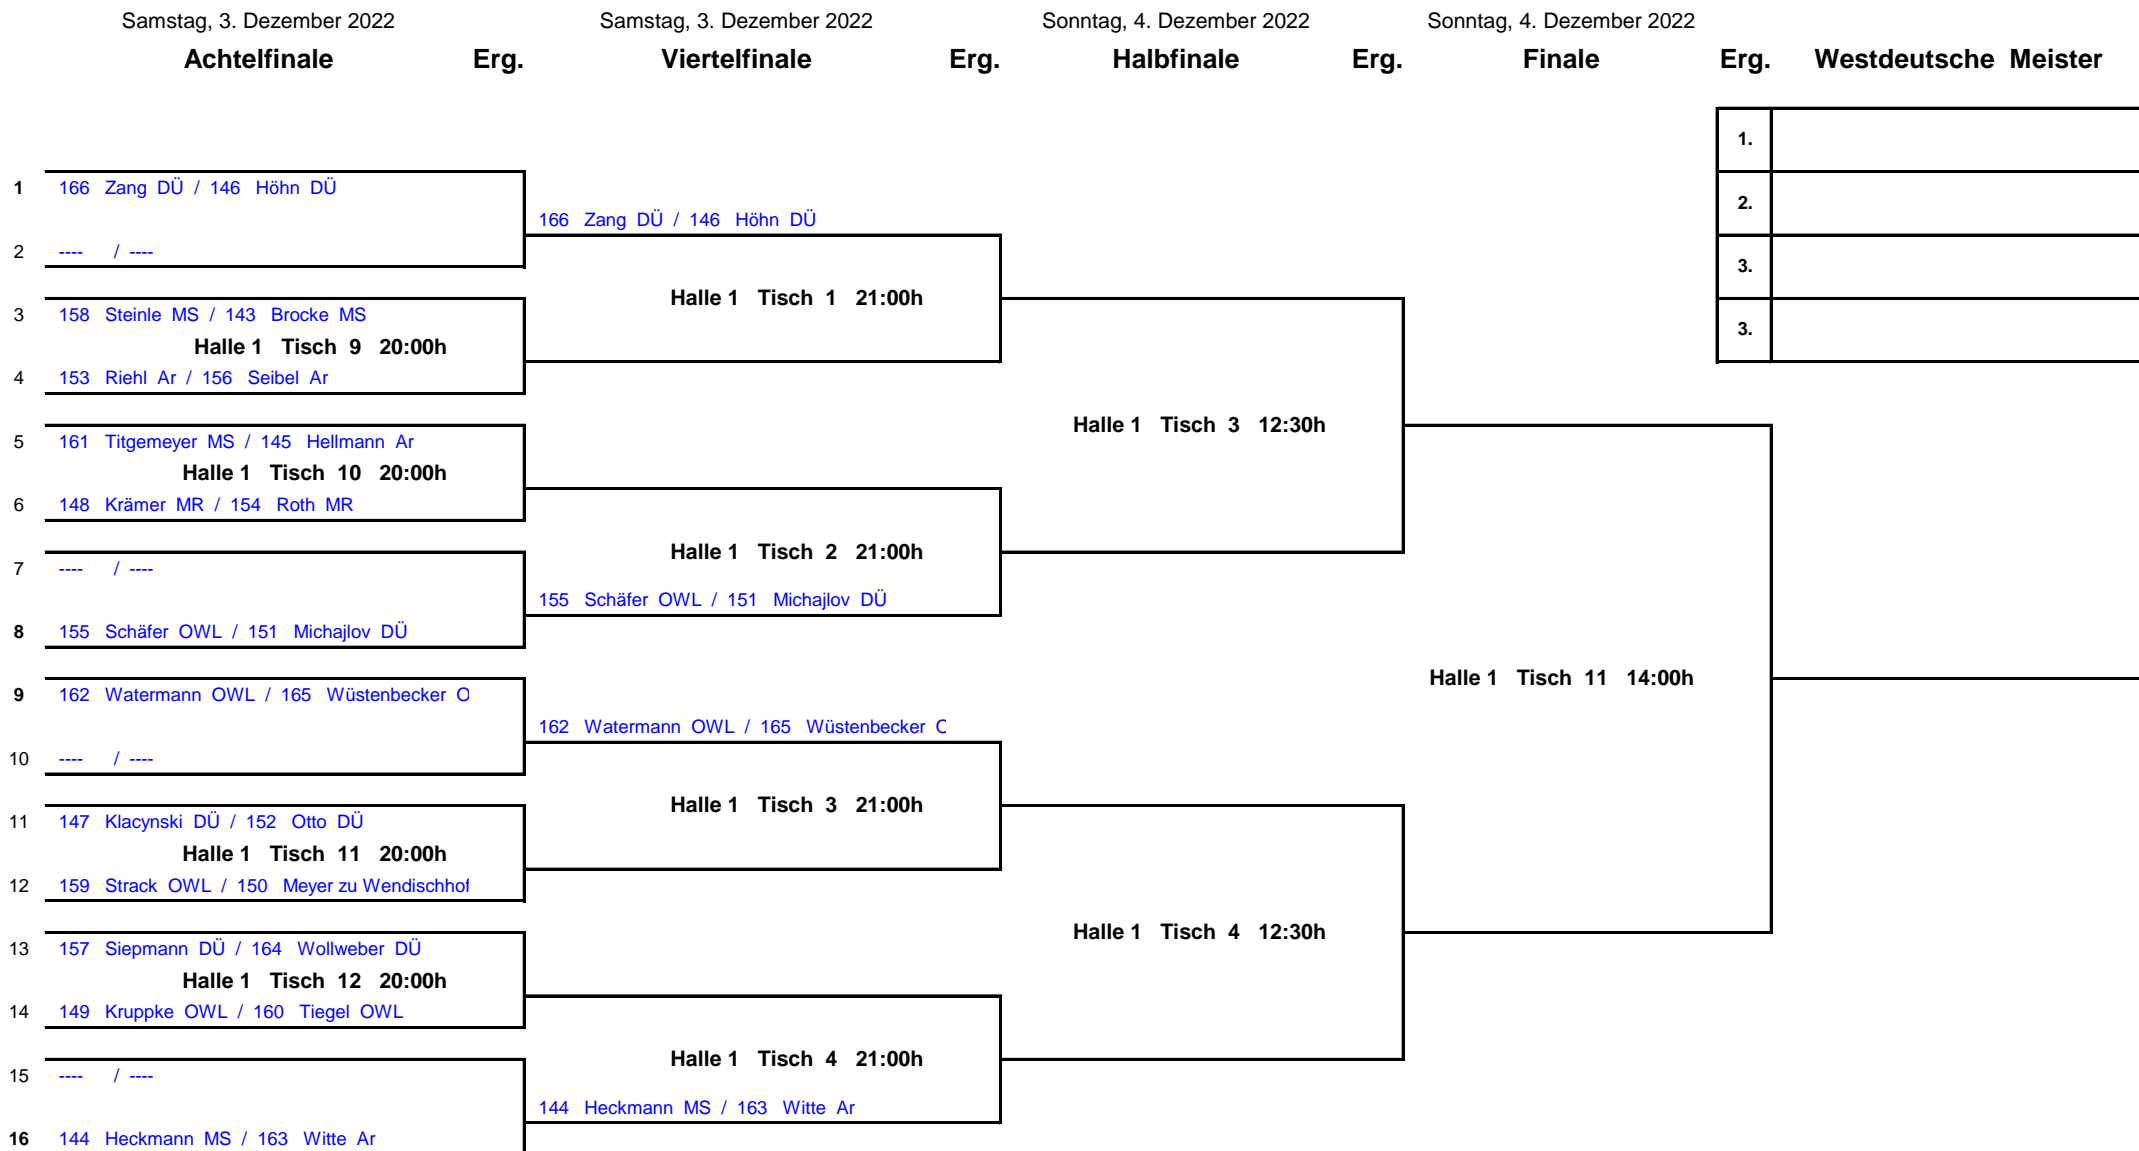 Samstag, 3. Dezember 2022 Samstag, 3. Dezember 2022 Sonntag, 4. Dezember 2022 Sonntag, 4. Dezember 2022
Achtelfinale Erg. Viertelfinale Erg. Halbfinale Erg. Finale Erg. Westdeutsche Meister
1.
1 166 Zang DÜ / 146 Höhn DÜ
2.
166 Zang DÜ / 146 Höhn DÜ
2 ---- / ----
3.
Halle 1 Tisch 1 21:00h
3 158 Steinle MS / 143 Brocke MS
3.
Halle 1 Tisch 9 20:00h
4 153 Riehl Ar / 156 Seibel Ar
Halle 1 Tisch 3 12:30h
5 161 Titgemeyer MS / 145 Hellmann Ar
Halle 1 Tisch 10 20:00h
6 148 Krämer MR / 154 Roth MR
Halle 1 Tisch 2 21:00h
7 ---- / ----
155 Schäfer OWL / 151 Michajlov DÜ
8 155 Schäfer OWL / 151 Michajlov DÜ
Halle 1 Tisch 11 14:00h
9 162 Watermann OWL / 165 Wüstenbecker O
162 Watermann OWL / 165 Wüstenbecker
10 ---- / ----
Halle 1 Tisch 3 21:00h
11 147 Klacynski DÜ / 152 Otto DÜ
Halle 1 Tisch 11 20:00h
12 159 Strack OWL / 150 Meyer zu Wendischhof
Halle 1 Tisch 4 12:30h
13 157 Siepmann DÜ / 164 Wollweber DÜ
Halle 1 Tisch 12 20:00h
14 149 Kruppke OWL / 160 Tiegel OWL
Halle 1 Tisch 4 21:00h
15 ---- / ----
144 Heckmann MS / 163 Witte Ar
16 144 Heckmann MS / 163 Witte Ar